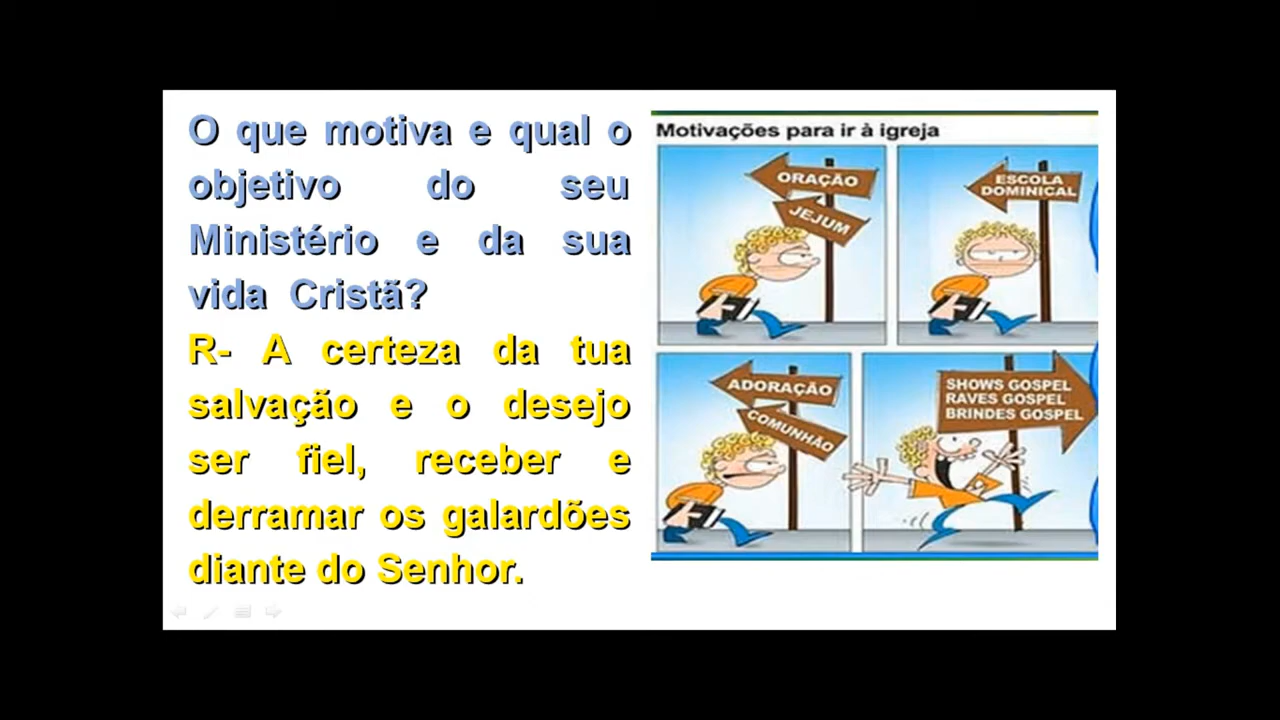 O que motiva e qual o
objetivo do seu
Ministério e da sua
vida Cristã?
R- A certeza da tua
salvação e o desejo
ser fiel, receber e
derramar os galardões
diante do Senhor.
Motivações para ir à igreja
ORAÇÃO
JEJUM
ESCOLA
DOMINICAL
ADORAÇÃO
COMUNHÃO
SHOWS GOSPEL
RAVES GOSPEL
BRINDES GOSPEL